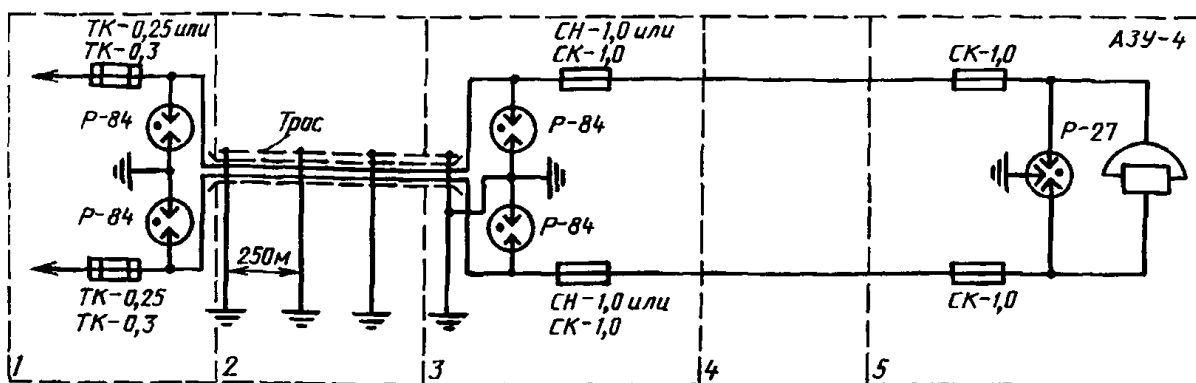 ТК-0,25 или
ТК-0,3
Р-84
Р-84
ТК-0,25
ТК-0,3
1
Трос
250м
2
СН-1,0 или
СК-1,0
Р-84
Р-84
СН-1,0 или
СК-1,0
3
4
СК-1,0
АЗУ-4
Р-27
СК-1,0
5